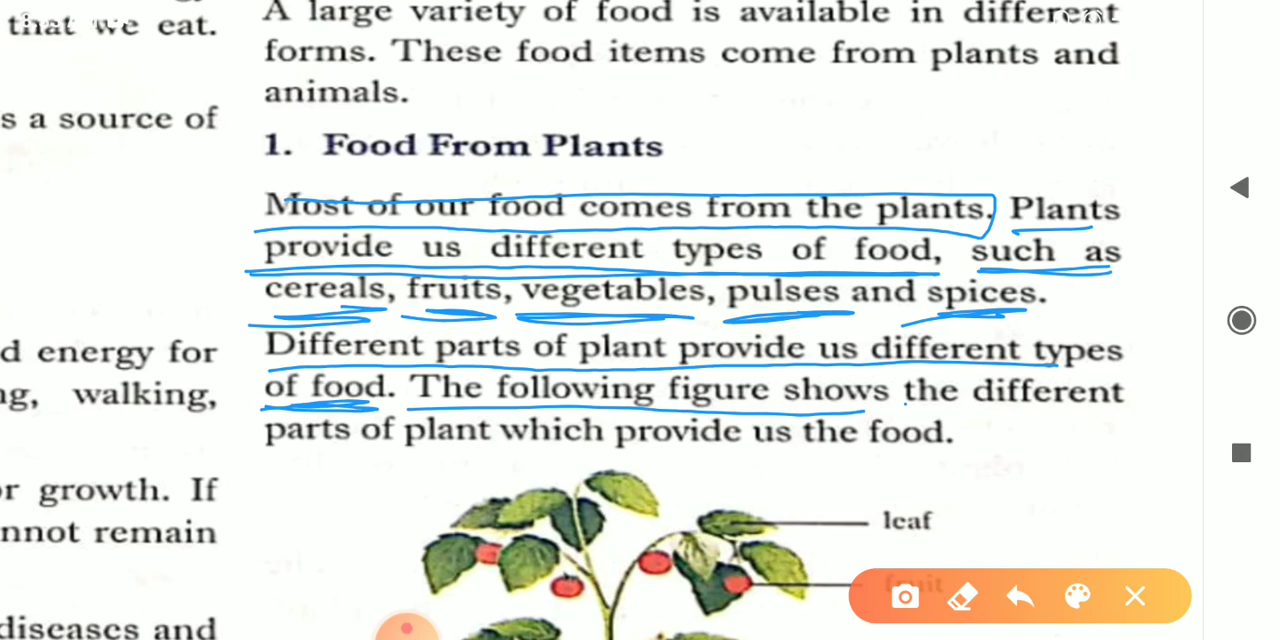 that we eat.
s a source of
d energy for
ng, walking,
or growth. If
nnot remain
diseases and
A large variety of food is available in different
forms. These food items come from plants and
animals.
1. Food From Plants
Most of our food comes from the plants. Plants
provide us different types of food, such as
cereals, fruits, vegetables, pulses and spices.
Different parts of plant provide us different types
of food. The following figure shows the different
parts of plant which provide us the food.
leaf
fruit